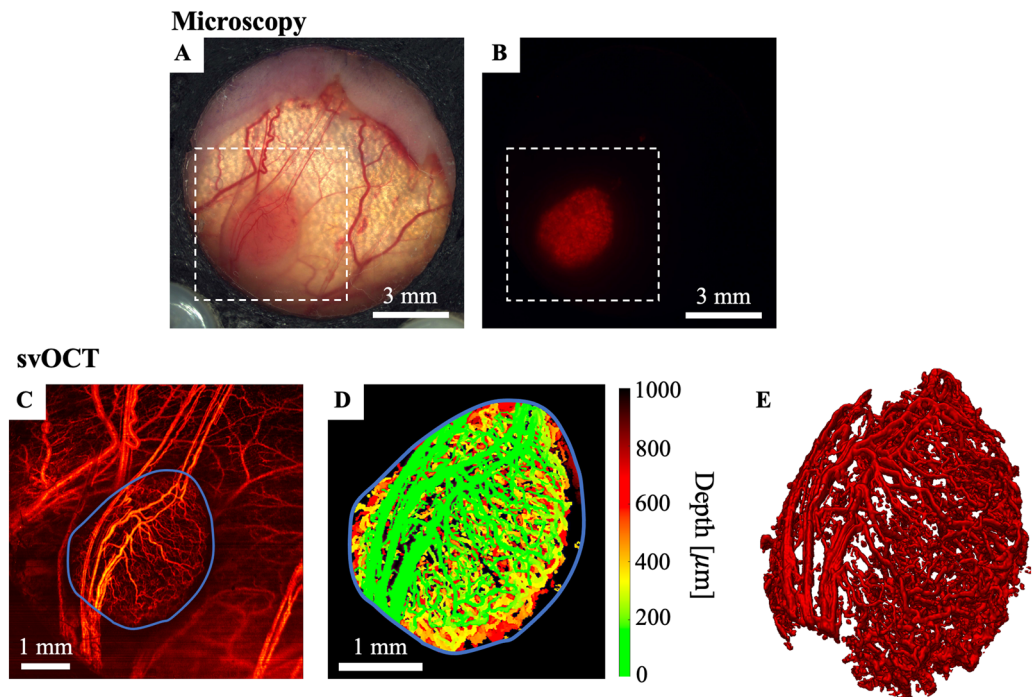 Microscopy
A
B
3 mm
3 mm
svOCT
C
D
E
1 mm
1 mm
1000
800
600
400
200
0
Depth [μm]